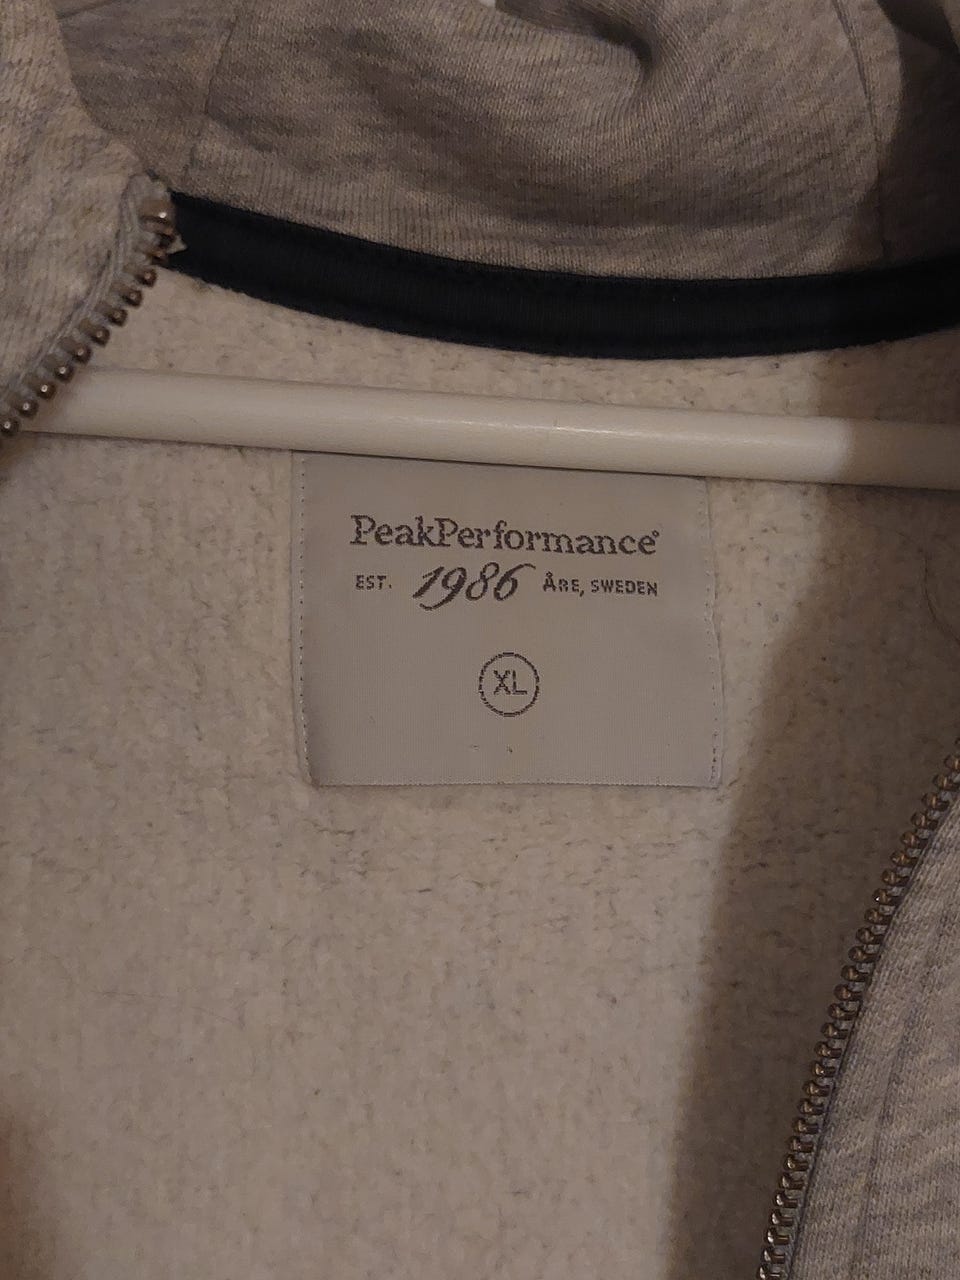 PeakPerformance®
EST. 1986 ÅRE, SWEDEN
XL